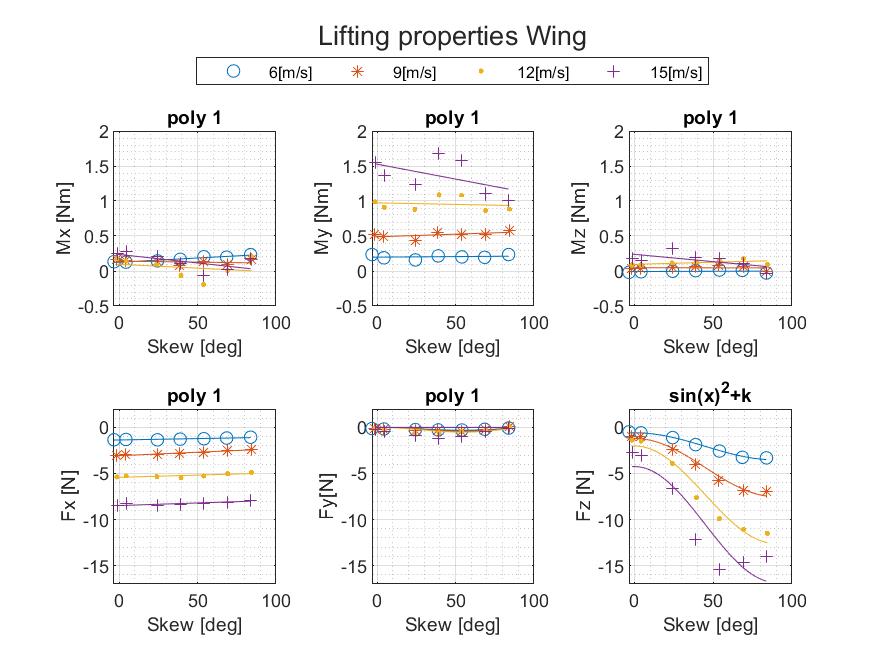 Lifting properties Wing
6[m/s] 9[m/s] 12[m/s] 15[m/s]
poly 1 poly 1 poly 1
Mx [Nm] 2 1.5 1 0.5 0 -0.5
My [Nm] 2 1.5 1 0.5 0 -0.5
Mz [Nm] 2 1.5 1 0.5 0 -0.5
0 50 100 0 50 100 0 50 100
Skew [deg] Skew [deg] Skew [deg]
poly 1 poly 1 sin(x)²+k
Fx [N] 0 -5 -10 -15
Fy[N] 0 -5 -10 -15
Fz [N] 0 -5 -10 -15
0 50 100 0 50 100 0 50 100
Skew [deg] Skew [deg] Skew [deg]